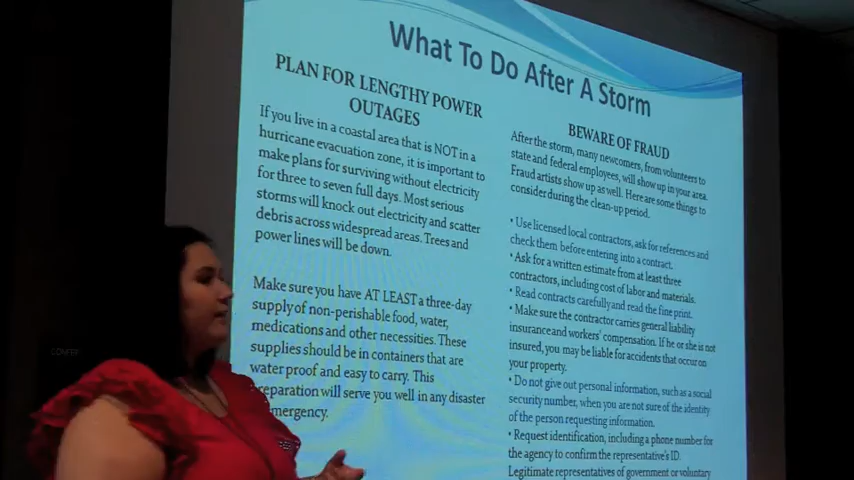 What To Do After A Storm
PLAN FOR LENGTHY POWER
OUTAGES
If you live in a coastal area that is NOT in a
hurricane evacuation zone, it is important to
make plans for surviving without electricity
for three to seven full days. Most serious
storms will knock out electricity and scatter
debris across widespread areas. Trees and
power lines will be down.
Make sure you have AT LEAST a three-day
supply of non-perishable food, water,
medications and other necessities. These
supplies should be in containers that are
water proof and easy to carry. This
preparation will serve you well in any disaster
emergency.
BEWARE OF FRAUD
After the storm, many newcomers, from volunteers to
state and federal employees, will show up in your area.
Fraud artists show up as well. Here are some things to
consider during the clean-up period.
• Use licensed local contractors, ask for references and
check them before entering into a contract.
• Ask for a written estimate from at least three
contractors, including cost of labor and materials.
• Read contracts carefully and read the fine print.
• Make sure the contractor carries general liability
insurance and workers' compensation. If he or she is not
insured, you may be liable for accidents that occur on
your property.
• Do not give out personal information, such as a social
security number, when you are not sure of the identity
of the person requesting information.
• Request identification, including a phone number for
the agency to confirm the representative's ID.
Legitimate representatives of government or voluntary